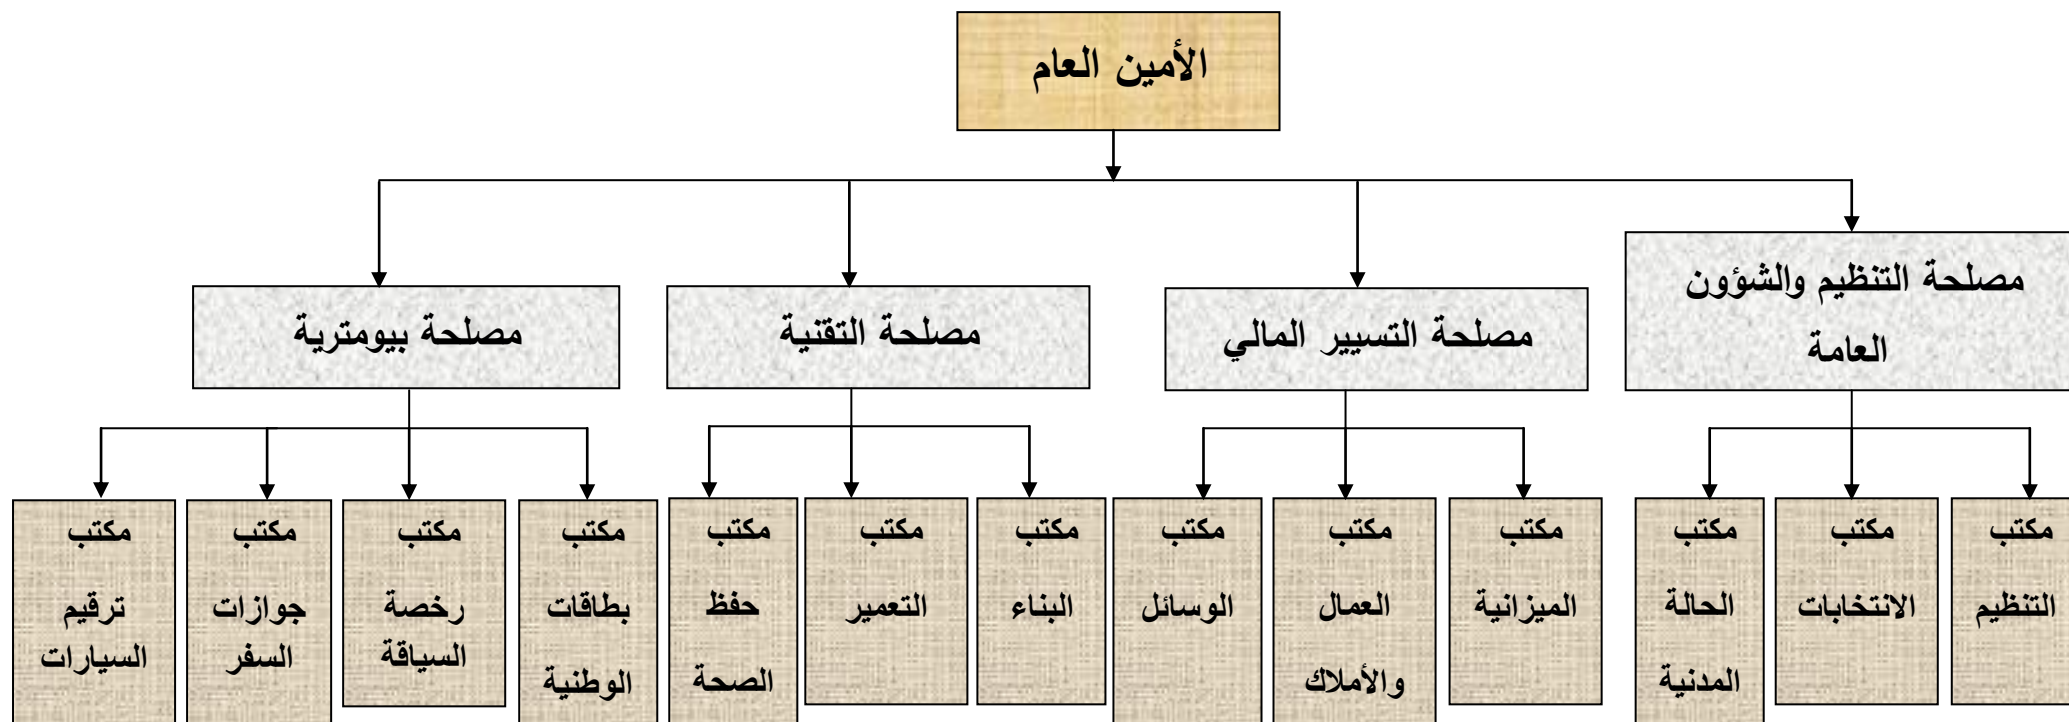 الأمين العام
مصلحة التنظيم والشؤون
العامة
مصلحة التسيير المالي
مصلحة التقنية
مصلحة بيومترية
مكتب
التنظيم
مكتب
الانتخابات
مكتب
الحالة
المدنية
مكتب
الميزانية
مكتب
العمال
والأملاك
مكتب
الوسائل
مكتب
البناء
مكتب
التعمير
مكتب
حفظ
الصحة
مكتب
بطاقات
الوطنية
مكتب
رخصة
السياقة
مكتب
جوازات
السفر
مكتب
ترقيم
السيارات